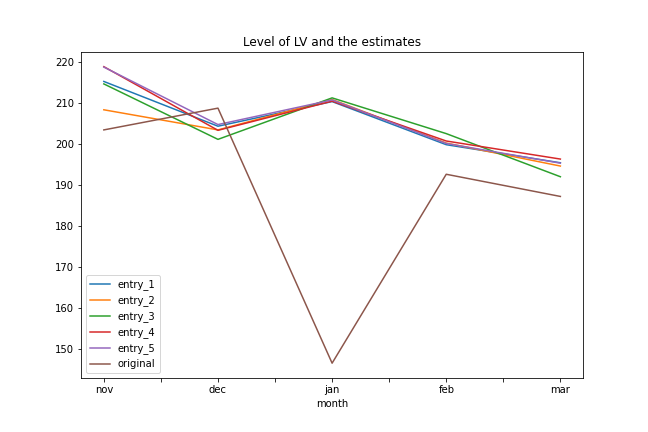 Level of LV and the estimates
220
210
200
190
180
170
160
150
entry_1
entry_2
entry_3
entry_4
entry_5
original
nov dec jan feb mar
month